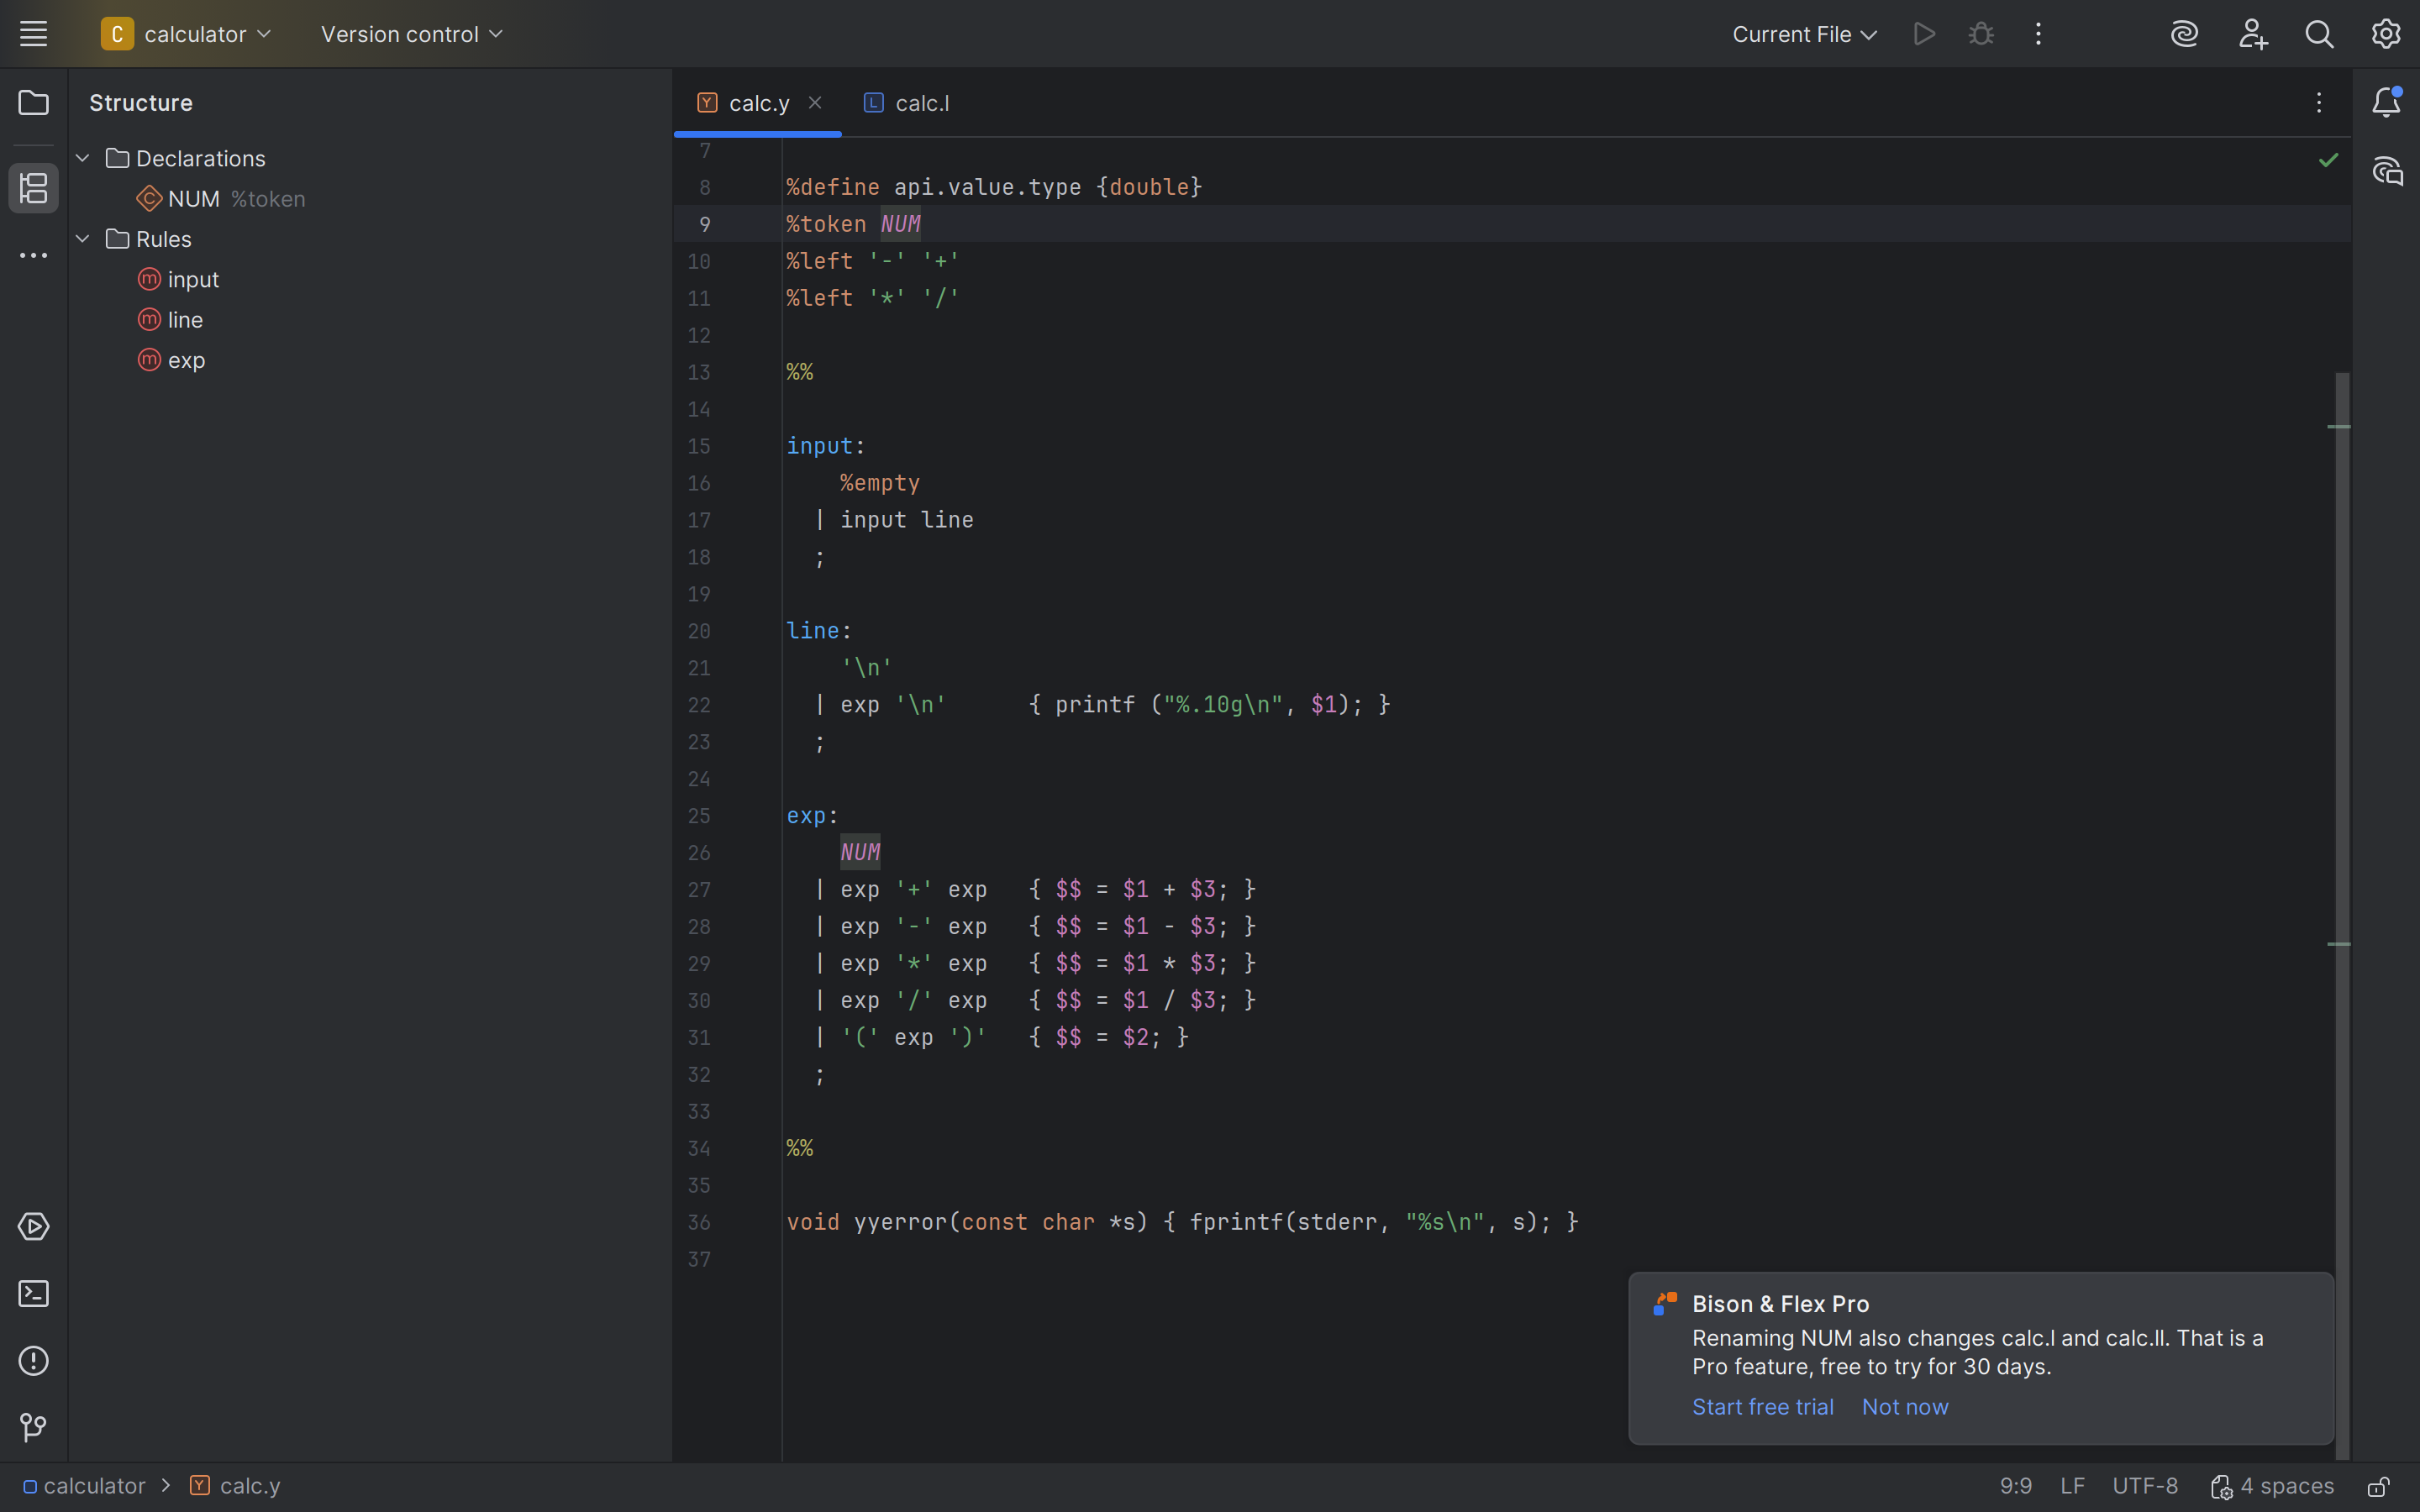 C calculator Version control Current File
Structure
Declarations
C NUM %token
Rules
m input
m line
m exp
Y calc.y L calc.l
7
8 %define api.value.type {double}
9 %token NUM
10 %left '-' '+'
11 %left '*' '/'
12
13 %%
14
15 input:
16 %empty
17 | input line
18 ;
19
20 line:
21 '\n'
22 | exp '\n' { printf ("%.10g\n", $1); }
23 ;
24
25 exp:
26 NUM
27 | exp '+' exp { $$ = $1 + $3; }
28 | exp '-' exp { $$ = $1 - $3; }
29 | exp '*' exp { $$ = $1 * $3; }
30 | exp '/' exp { $$ = $1 / $3; }
31 | '(' exp ')' { $$ = $2; }
32 ;
33
34 %%
35
36 void yyerror(const char *s) { fprintf(stderr, "%s\n", s); }
37
Bison & Flex Pro
Renaming NUM also changes calc.l and calc.ll. That is a
Pro feature, free to try for 30 days.
Start free trial Not now
calculator Y calc.y 9:9 LF UTF-8 4 spaces